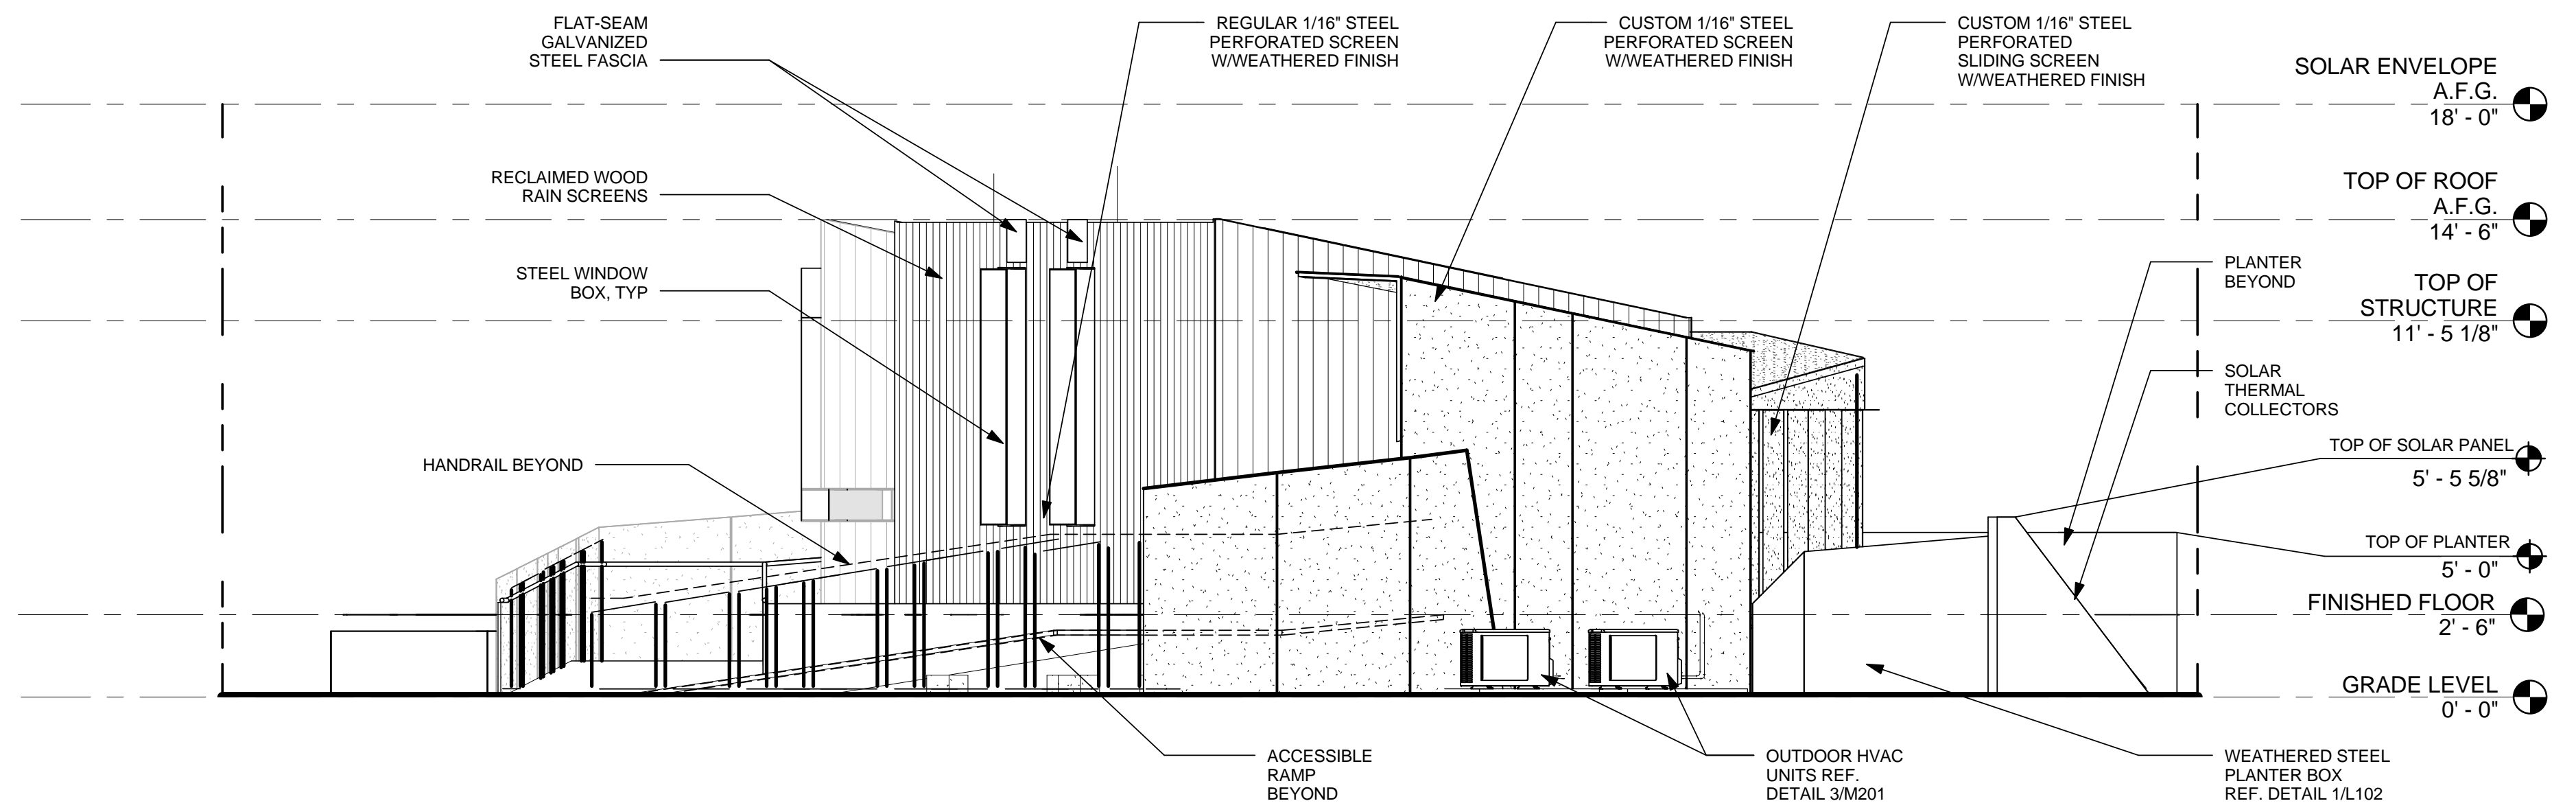 FLAT-SEAM
GALVANIZED
STEEL FASCIA
REGULAR 1/16" STEEL
PERFORATED SCREEN
W/WEATHERED FINISH
CUSTOM 1/16" STEEL
PERFORATED SCREEN
W/WEATHERED FINISH
CUSTOM 1/16" STEEL
PERFORATED
SLIDING SCREEN
W/WEATHERED FINISH
SOLAR ENVELOPE
A.F.G.
18' - 0"
RECLAIMED WOOD
RAIN SCREENS
TOP OF ROOF
A.F.G.
14' - 6"
STEEL WINDOW
BOX, TYP
PLANTER
BEYOND
TOP OF
STRUCTURE
11' - 5 1/8"
SOLAR
THERMAL
COLLECTORS
HANDRAIL BEYOND
TOP OF SOLAR PANEL
5' - 5 5/8"
TOP OF PLANTER
5' - 0"
FINISHED FLOOR
2' - 6"
GRADE LEVEL
0' - 0"
ACCESSIBLE
RAMP
BEYOND
OUTDOOR HVAC
UNITS REF.
DETAIL 3/M201
WEATHERED STEEL
PLANTER BOX
REF. DETAIL 1/L102